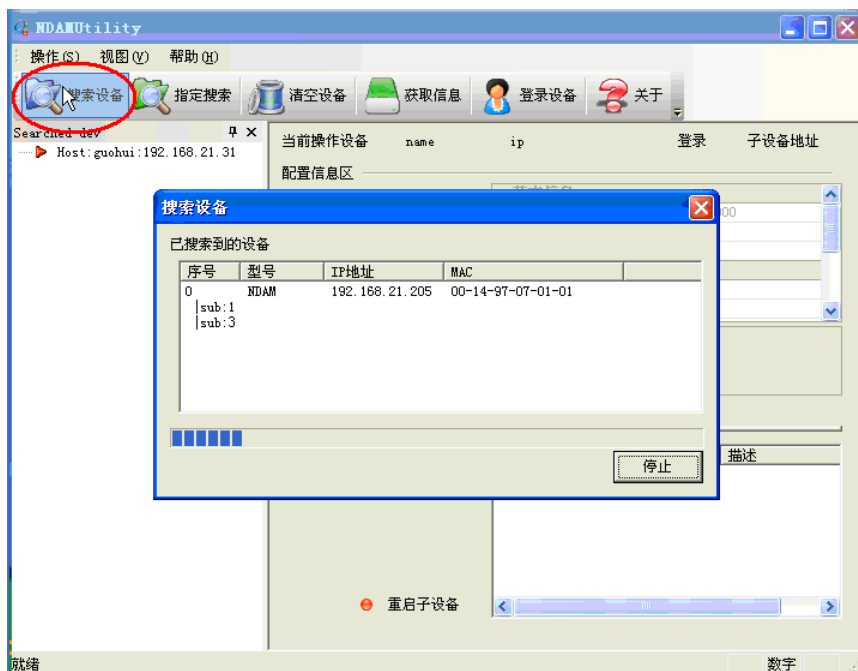 NDAMUtility
操作(S) 视图(V) 帮助(H)
搜索设备 指定搜索 清空设备 获取信息 登录设备 关于
Searched dev
Host:guohui:192.168.21.31
当前操作设备 name ip 登录 子设备地址
配置信息区
搜索设备
已搜索到的设备
序号 型号 IP地址 MAC
0 NDAM 192.168.21.205 00-14-97-07-01-01
|sub:1
|sub:3
停止
描述
重启子设备
就绪 数字